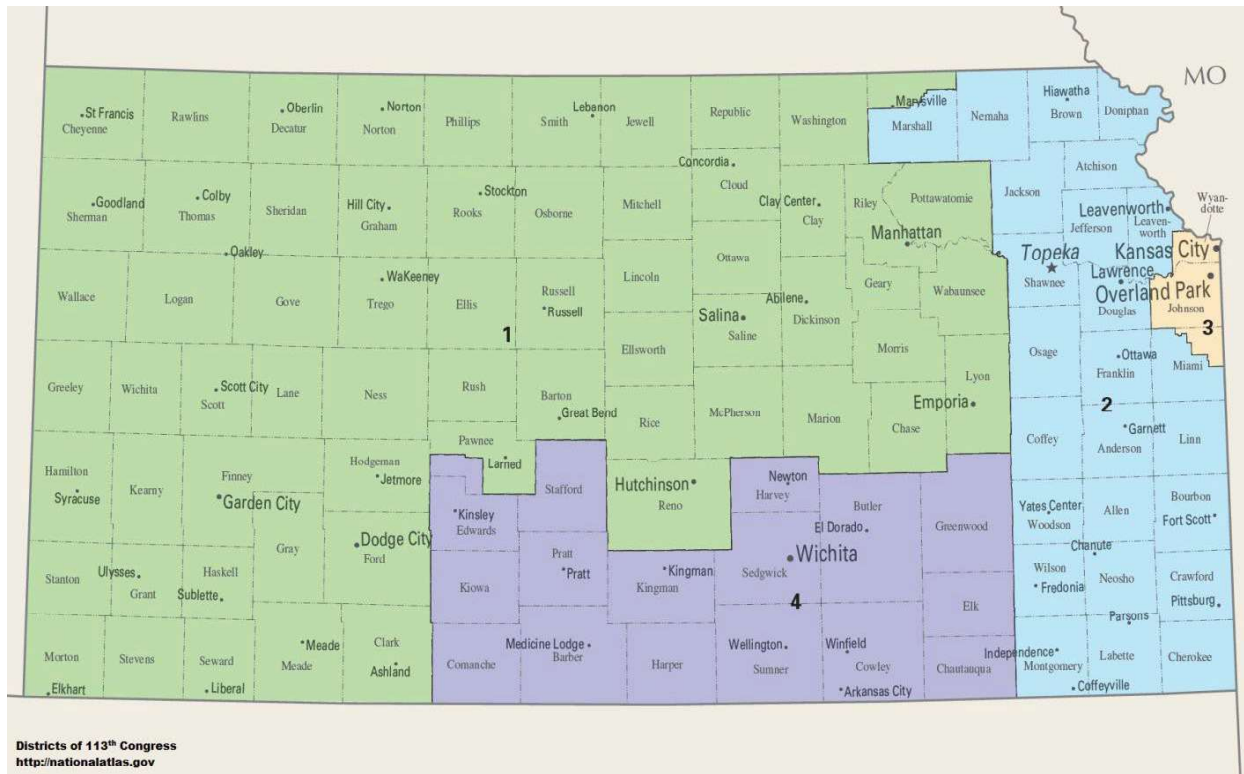 MO
St Francis
Cheyenne
Rawlins
Oberlin
Decatur
Norton
Norton
Phillips
Lebanon
Smith
Jewell
Republic
Washington
Marysville
Marshall
Nemaha
Hiawatha
Brown
Doniphan
Concordia
Cloud
Atchison
Goodland
Sherman
Colby
Thomas
Sheridan
Hill City
Graham
Stockton
Rooks
Osborne
Mitchell
Clay Center
Clay
Riley
Pottawatomie
Jackson
Leavenworth
Jefferson
Leaven-
worth
Wyan-
dotte
Manhattan
Oakley
Ottawa
Topeka
Kansas City
Wallace
Logan
Gove
WaKeeney
Trego
Ellis
Russell
Russell
Lincoln
Abilene
Dickinson
Geary
Wabaunsee
Shawnee
Lawrence
Douglas
Overland Park
Johnson
1
Salina
Saline
3
Ellsworth
Morris
Osage
Ottawa
Franklin
Miami
Greeley
Wichita
Scott City
Scott
Lane
Ness
Rush
Barton
Great Bend
Rice
McPherson
Marion
Chase
Lyon
Emporia
2
Coffey
Garnett
Anderson
Linn
Pawnee
Larned
Hamilton
Syracuse
Kearny
Finney
Garden City
Hodgeman
Jetmore
Stafford
Hutchinson
Reno
Newton
Harvey
Butler
El Dorado
Greenwood
Yates Center
Woodson
Allen
Bourbon
Fort Scott
Kinsley
Edwards
Gray
Dodge City
Ford
Pratt
Pratt
Wichita
Sedgwick
Chanute
Stanton
Ulysses
Grant
Haskell
Sublette
Kiowa
Kingman
Kingman
4
Elk
Wilson
Fredonia
Neosho
Crawford
Pittsburg
Parsons
Morton
Elkhart
Stevens
Seward
Liberal
Meade
Meade
Clark
Ashland
Comanche
Medicine Lodge
Barber
Harper
Wellington
Sumner
Winfield
Cowley
Arkansas City
Chautauqua
Independence
Montgomery
Coffeyville
Labette
Cherokee
Districts of 113th Congress
http://nationalatlas.gov